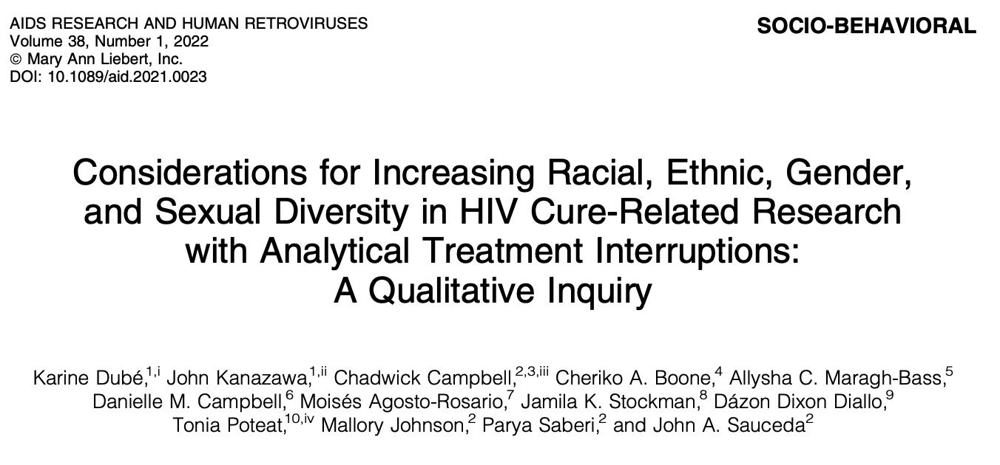 AIDS RESEARCH AND HUMAN RETROVIRUSES
Volume 38, Number 1, 2022
© Mary Ann Liebert, Inc.
DOI: 10.1089/aid.2021.0023
SOCIO-BEHAVIORAL
Considerations for Increasing Racial, Ethnic, Gender,
and Sexual Diversity in HIV Cure-Related Research
with Analytical Treatment Interruptions:
A Qualitative Inquiry
Karine Dubé,1,i John Kanazawa,1,ii Chadwick Campbell,2,3,iii Cheriko A. Boone,4 Allysha C. Maragh-Bass,5
Danielle M. Campbell,6 Moisés Agosto-Rosario,7 Jamila K. Stockman,8 Dázon Dixon Diallo,9
Tonia Poteat,10,iv Mallory Johnson,2 Parya Saberi,2 and John A. Sauceda2